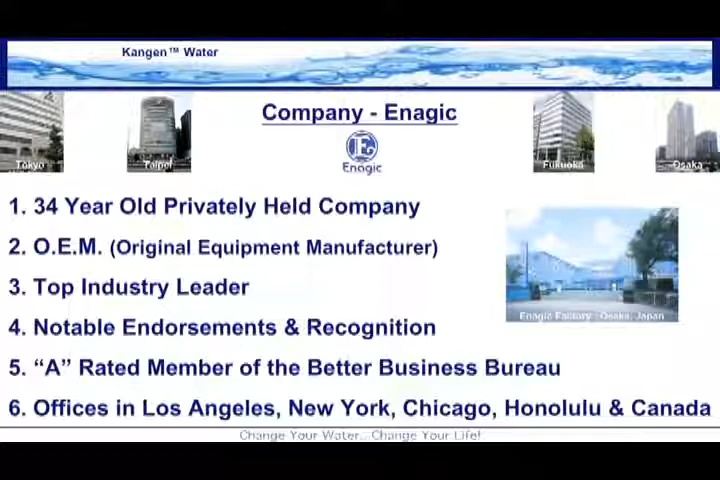 Kangen™ Water
Company - Enagic
Tokyo
Taipei
Fukuoka
Osaka
Enagic
1. 34 Year Old Privately Held Company
2. O.E.M. (Original Equipment Manufacturer)
3. Top Industry Leader
Enagic Factory : Osaka, Japan
4. Notable Endorsements & Recognition
5. “A” Rated Member of the Better Business Bureau
6. Offices in Los Angeles, New York, Chicago, Honolulu & Canada
Change Your Water...Change Your Life!